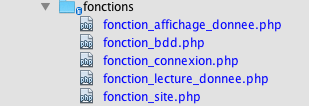 fonctions
fonction_affichage_donnee.php
fonction_bdd.php
fonction_connexion.php
fonction_lecture_donnee.php
fonction_site.php